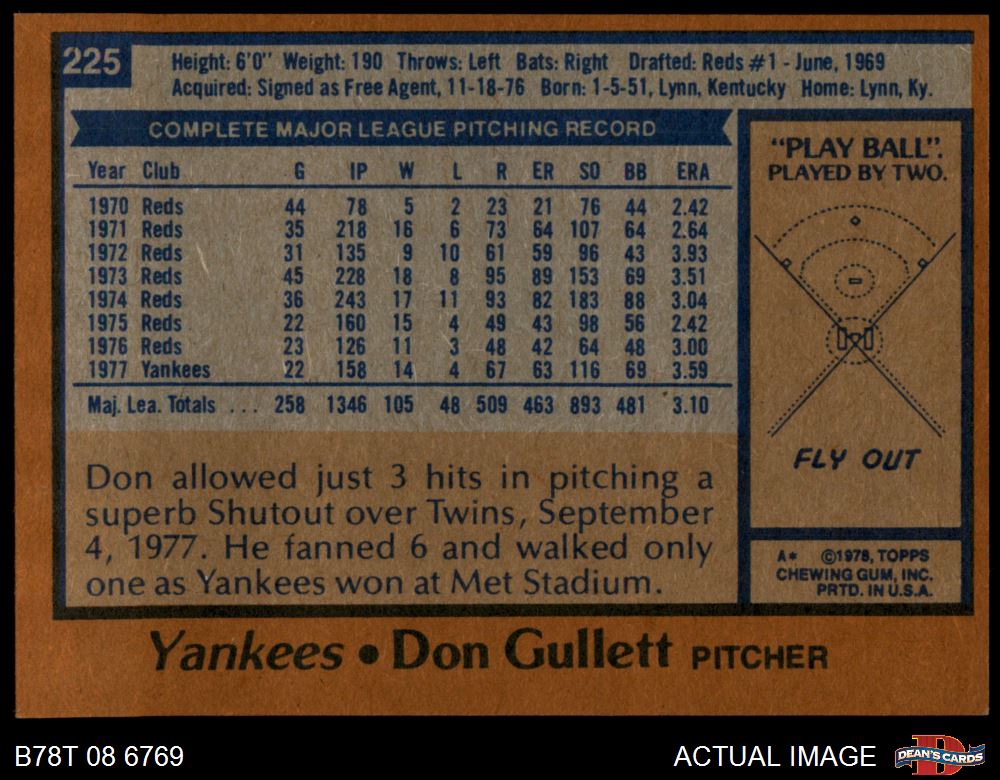 225
Height: 6'0" Weight: 190 Throws: Left Bats: Right Drafted: Reds #1 - June, 1969
Acquired: Signed as Free Agent, 11-18-76 Born: 1-5-51, Lynn, Kentucky Home: Lynn, Ky.
COMPLETE MAJOR LEAGUE PITCHING RECORD
Year Club G IP W L R ER SO BB ERA
1970 Reds 44 78 5 2 23 21 76 44 2.42
1971 Reds 35 218 16 6 73 64 107 64 2.64
1972 Reds 31 135 9 10 61 59 96 43 3.93
1973 Reds 45 228 18 8 95 89 153 69 3.51
1974 Reds 36 243 17 11 93 82 183 88 3.04
1975 Reds 22 160 15 4 49 43 98 56 2.42
1976 Reds 23 126 11 3 48 42 64 48 3.00
1977 Yankees 22 158 14 4 67 63 116 69 3.59
Maj. Lea. Totals ... 258 1346 105 48 509 463 893 481 3.10
Don allowed just 3 hits in pitching a
superb Shutout over Twins, September
4, 1977. He fanned 6 and walked only
one as Yankees won at Met Stadium.
"PLAY BALL".
PLAYED BY TWO.
FLY OUT
A* ©1978, TOPPS
CHEWING GUM, INC.
PRTD. IN U.S.A.
Yankees • Don Gullett PITCHER
B78T 08 6769
ACTUAL IMAGE
D
DEAN'S CARDS